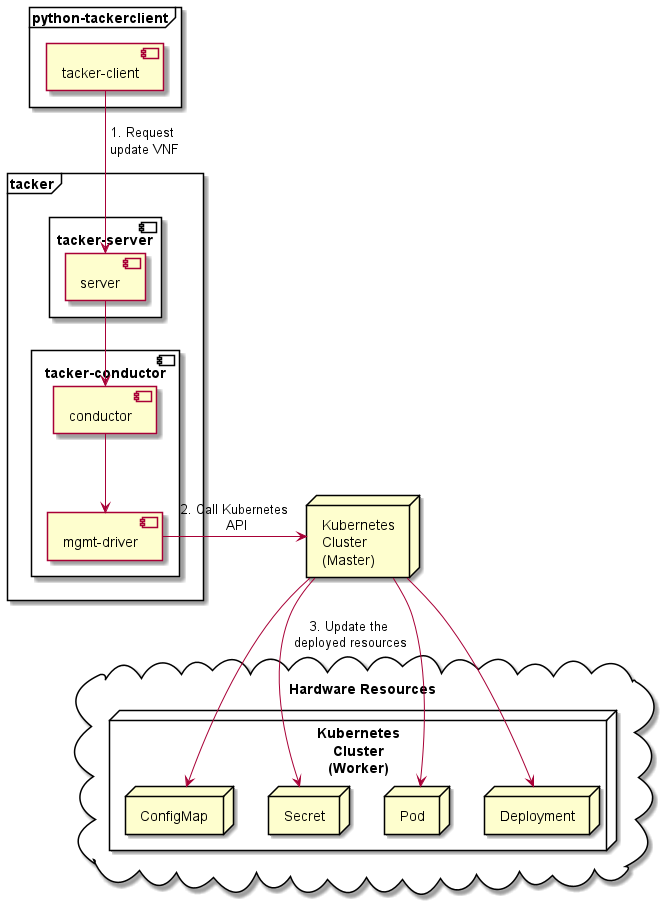 python-tackerclient
tacker-client
1. Request
update VNF
tacker
tacker-server
server
tacker-conductor
conductor
mgmt-driver
2. Call Kubernetes
API
Kubernetes
Cluster
(Master)
3. Update the
deployed resources
Hardware Resources
Kubernetes
Cluster
(Worker)
ConfigMap
Secret
Pod
Deployment